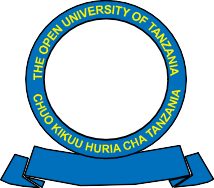 THE OPEN UNIVERSITY OF TANZANIA
CHUO KIKUU HURIA CHA TANZANIA